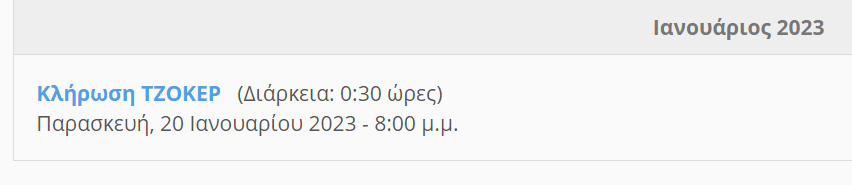 Ιανουάριος 2023
Κλήρωση ΤΖΟΚΕΡ (Διάρκεια: 0:30 ώρες)
Παρασκευή, 20 Ιανουαρίου 2023 - 8:00 μ.μ.